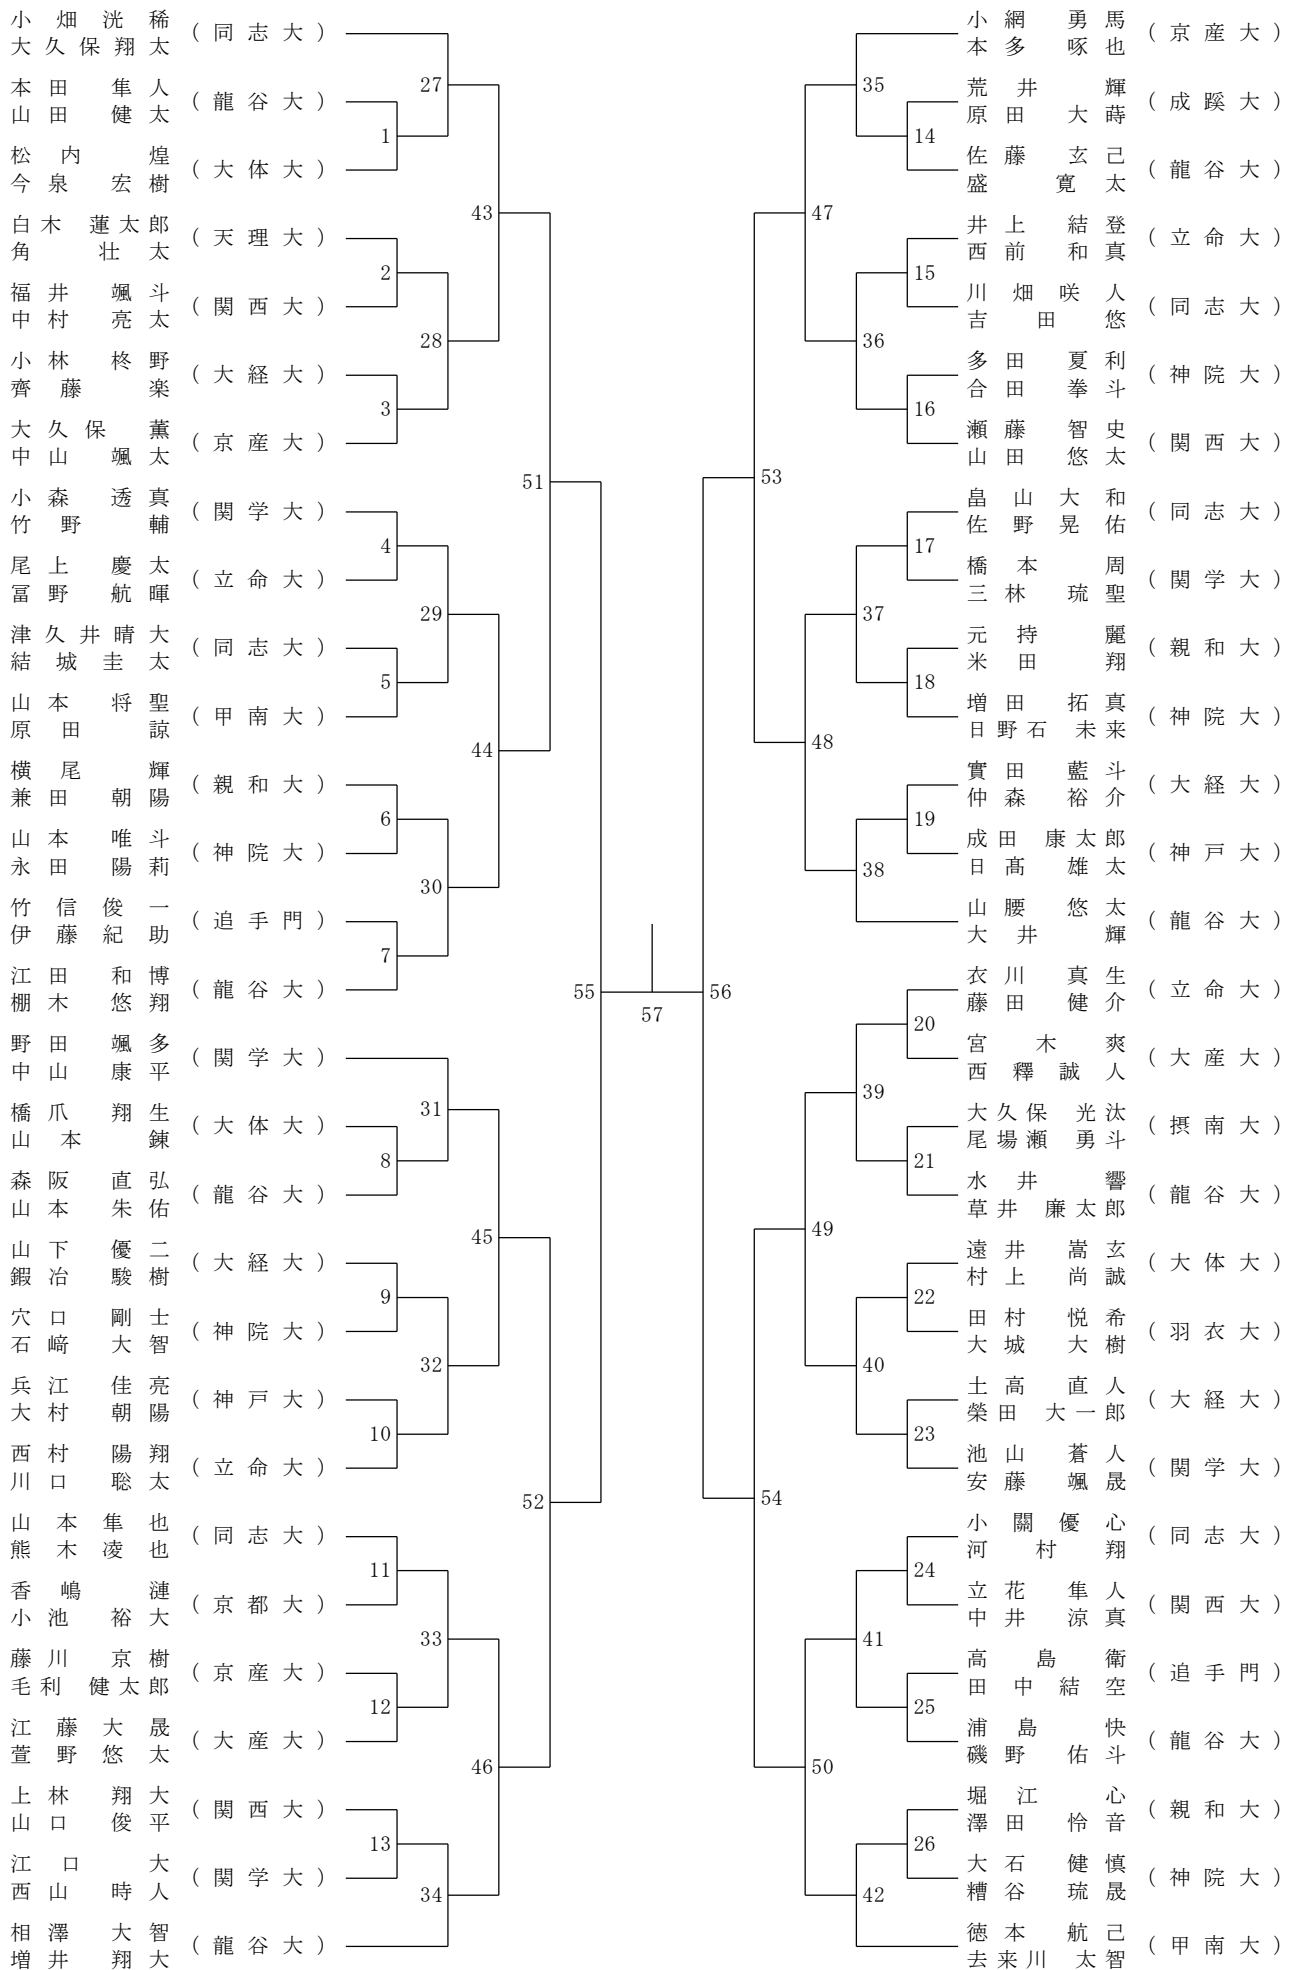 小畑洸稀
大久保翔太 (同志大)
本田隼人
山田健太 (龍谷大)
松内煌
今泉宏樹 (大体大)
白木蓮太郎
角壮太 (天理大)
福井颯斗
中村亮太 (関西大)
小林柊野
齊藤楽 (大経大)
大久保薫
中山颯太 (京産大)
小森透真
竹野輔 (関学大)
尾上慶太
冨野航暉 (立命大)
津久井晴大
結城圭太 (同志大)
山本将聖
原田諒 (甲南大)
横尾輝
兼田朝陽 (親和大)
山本唯斗
永田陽莉 (神院大)
竹信俊一
伊藤紀助 (追手門)
江田和博
棚木悠翔 (龍谷大)
野田颯多
中山康平 (関学大)
橋爪翔生
山本錬 (大体大)
森阪直弘
山本朱佑 (龍谷大)
山下優二
鍜冶駿樹 (大経大)
穴口剛士
石﨑大智 (神院大)
兵江佳亮
大村朝陽 (神戸大)
西村陽翔
川口聡太 (立命大)
山本隼也
熊木凌也 (同志大)
香嶋漣
小池裕大 (京都大)
藤川京樹
毛利健太郎 (京産大)
江藤大晟
萱野悠太 (大産大)
上林翔大
山口俊平 (関西大)
江口大
西山時人 (関学大)
相澤大智
増井翔大 (龍谷大)
1
2
3
4
5
6
7
8
9
10
11
12
13
27
28
29
30
31
32
33
34
43
44
45
46
51
52
55
57
56
53
54
47
48
49
50
35
36
37
38
39
40
41
42
14
15
16
17
18
19
20
21
22
23
24
25
26
小網勇馬
本多啄也 (京産大)
荒井輝
原田大蒔 (成蹊大)
佐藤玄己
盛寛太 (龍谷大)
井上結登
西前和真 (立命大)
川畑咲人
吉田悠 (同志大)
多田夏利
合田拳斗 (神院大)
瀬藤智史
山田悠太 (関西大)
畠山大和
佐野晃佑 (同志大)
橋本周
三林琉聖 (関学大)
元持麗
米田翔 (親和大)
増田拓真
日野石未来 (神院大)
實田藍斗
仲森裕介 (大経大)
成田康太郎
日髙雄太 (神戸大)
山腰悠太
大井輝 (龍谷大)
衣川真生
藤田健介 (立命大)
宮木爽
西釋誠人 (大産大)
大久保光汰
尾場瀬勇斗 (摂南大)
水井響
草井廉太郎 (龍谷大)
遠井嵩玄
村上尚誠 (大体大)
田村悦希
大城大樹 (羽衣大)
土高直人
榮田大一郎 (大経大)
池山蒼人
安藤颯晟 (関学大)
小關優心
河村翔 (同志大)
立花隼人
中井涼真 (関西大)
高島衛
田中結空 (追手門)
浦島快
磯野佑斗 (龍谷大)
堀江心
澤田怜音 (親和大)
大石健慎
糟谷琉晟 (神院大)
徳本航己
去来川太智 (甲南大)